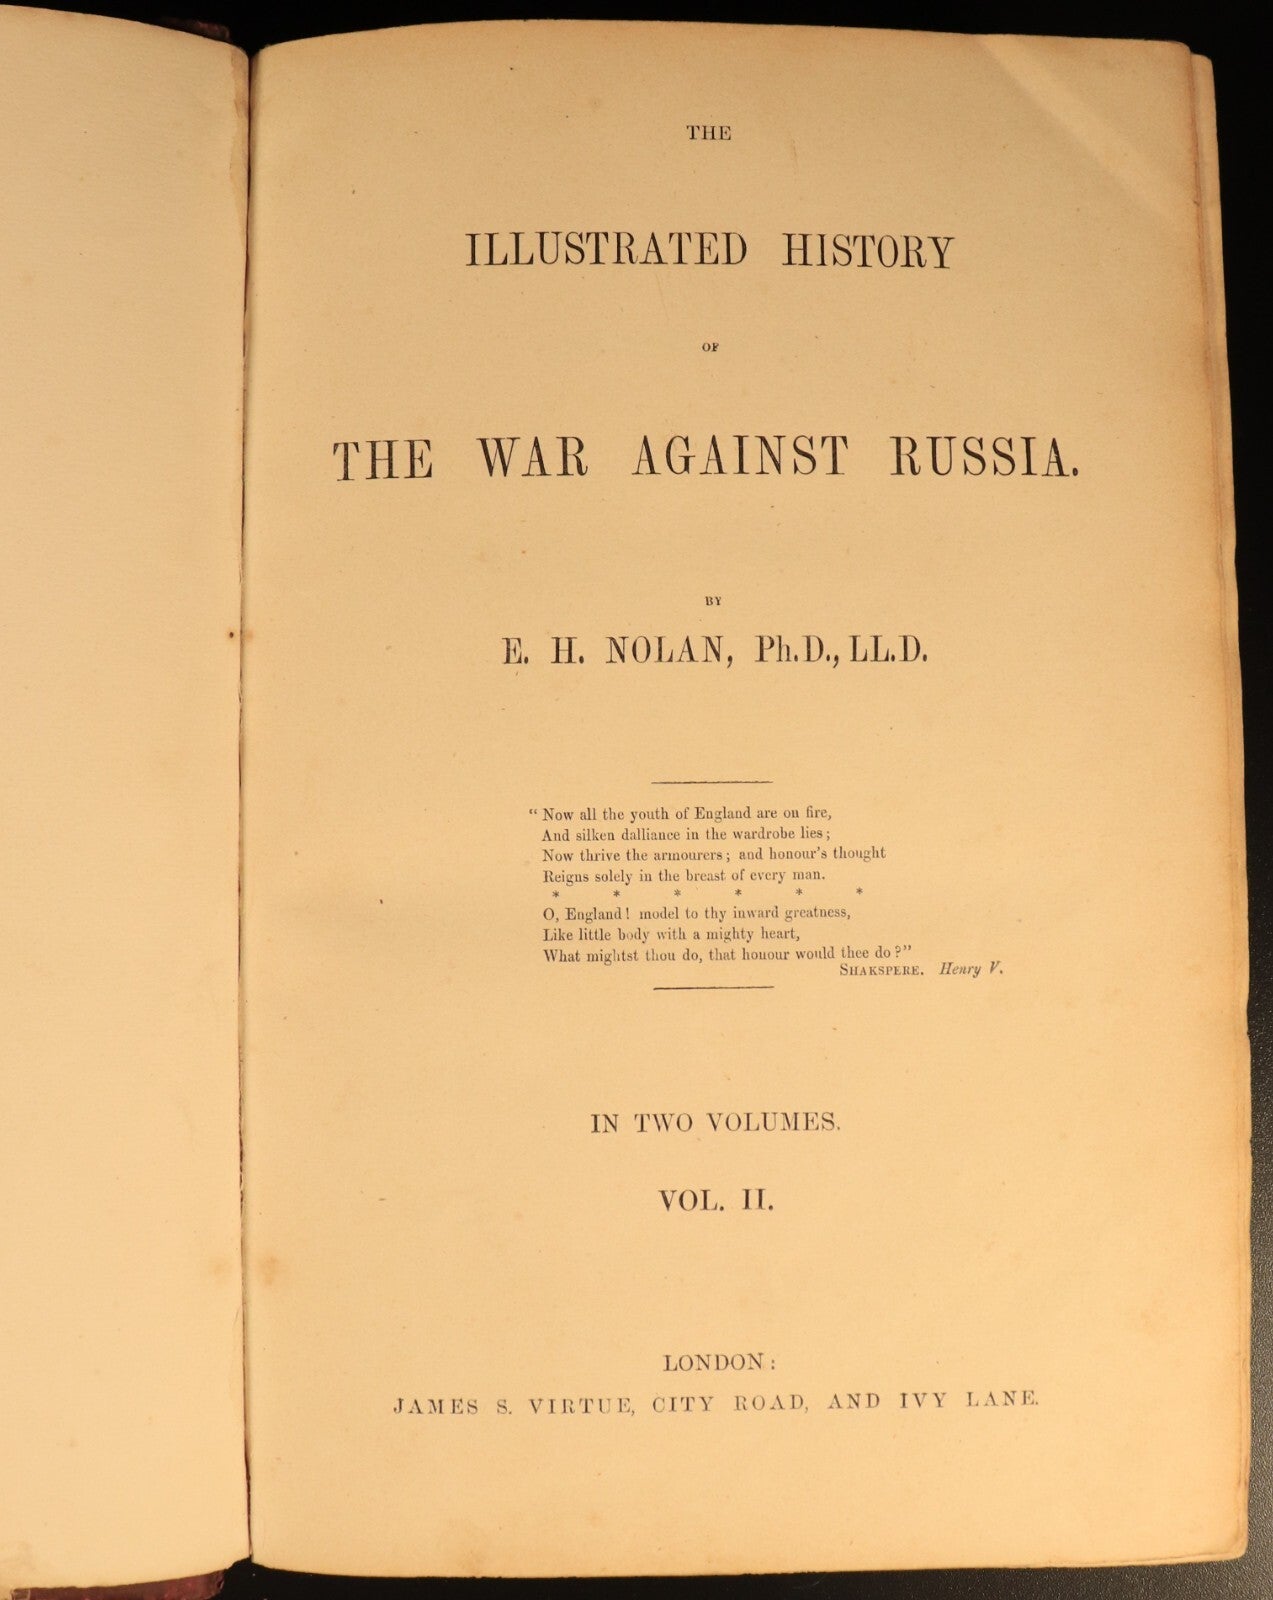 THE
ILLUSTRATED HISTORY
OF
THE WAR AGAINST RUSSIA.
BY
E. H. NOLAN, Ph.D., LL.D.
“ Now all the youth of England are on fire,
And silken dalliance in the wardrobe lies;
Now thrive the armourers; and honour's thought
Reigns solely in the breast of every man.
* * * * * *
O, England! model to thy inward greatness,
Like little body with a mighty heart,
What mightst thou do, that honour would thee do?”
SHAKSPERE. Henry V.
IN TWO VOLUMES.
VOL. II.
LONDON:
JAMES S. VIRTUE, CITY ROAD, AND IVY LANE.